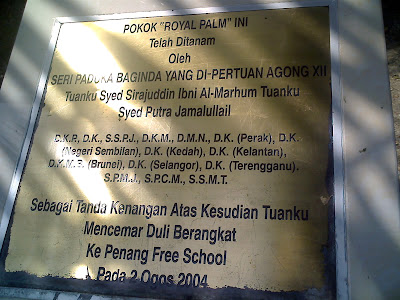 POKOK "ROYAL PALM" INI
Telah Ditanam
Oleh
SERI PADUKA BAGINDA YANG DI-PERTUAN AGONG XII
Tuanku Syed Sirajuddin Ibni Al-Marhum Tuanku
Syed Putra Jamalullail
D.K.P., D.K., S.S.P.J., D.K.M., D.M.N., D.K. (Perak), D.K.
(Negeri Sembilan), D.K. (Kedah), D.K. (Kelantan),
D.K.M.B. (Brunei), D.K. (Selangor), D.K. (Terengganu),
S.P.M.J., S.P.C.M., S.S.M.T.
Sebagai Tanda Kenangan Atas Kesudian Tuanku
Mencemar Duli Berangkat
Ke Penang Free School
Pada 2 Ogos 2004